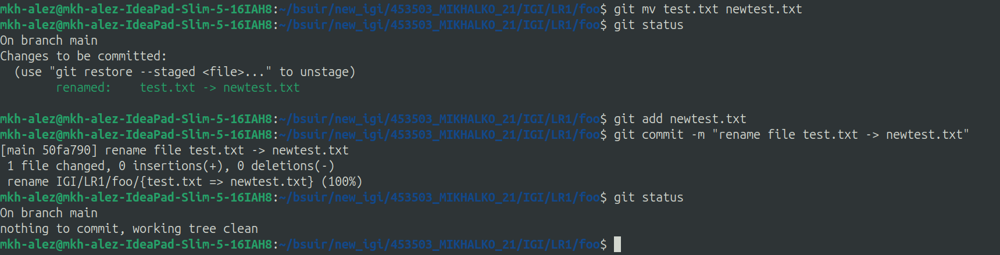 mkh-alez@mkh-alez-IdeaPad-Slim-5-16IAH8:~/bsuir/new_igi/453503_MIKHALKO_21/IGI/LR1/foo$ git mv test.txt newtest.txt
mkh-alez@mkh-alez-IdeaPad-Slim-5-16IAH8:~/bsuir/new_igi/453503_MIKHALKO_21/IGI/LR1/foo$ git status
On branch main
Changes to be committed:
  (use "git restore --staged <file>..." to unstage)
        renamed:    test.txt -> newtest.txt

mkh-alez@mkh-alez-IdeaPad-Slim-5-16IAH8:~/bsuir/new_igi/453503_MIKHALKO_21/IGI/LR1/foo$ git add newtest.txt
mkh-alez@mkh-alez-IdeaPad-Slim-5-16IAH8:~/bsuir/new_igi/453503_MIKHALKO_21/IGI/LR1/foo$ git commit -m "rename file test.txt -> newtest.txt"
[main 50fa790] rename file test.txt -> newtest.txt
 1 file changed, 0 insertions(+), 0 deletions(-)
 rename IGI/LR1/foo/{test.txt => newtest.txt} (100%)
mkh-alez@mkh-alez-IdeaPad-Slim-5-16IAH8:~/bsuir/new_igi/453503_MIKHALKO_21/IGI/LR1/foo$ git status
On branch main
nothing to commit, working tree clean
mkh-alez@mkh-alez-IdeaPad-Slim-5-16IAH8:~/bsuir/new_igi/453503_MIKHALKO_21/IGI/LR1/foo$